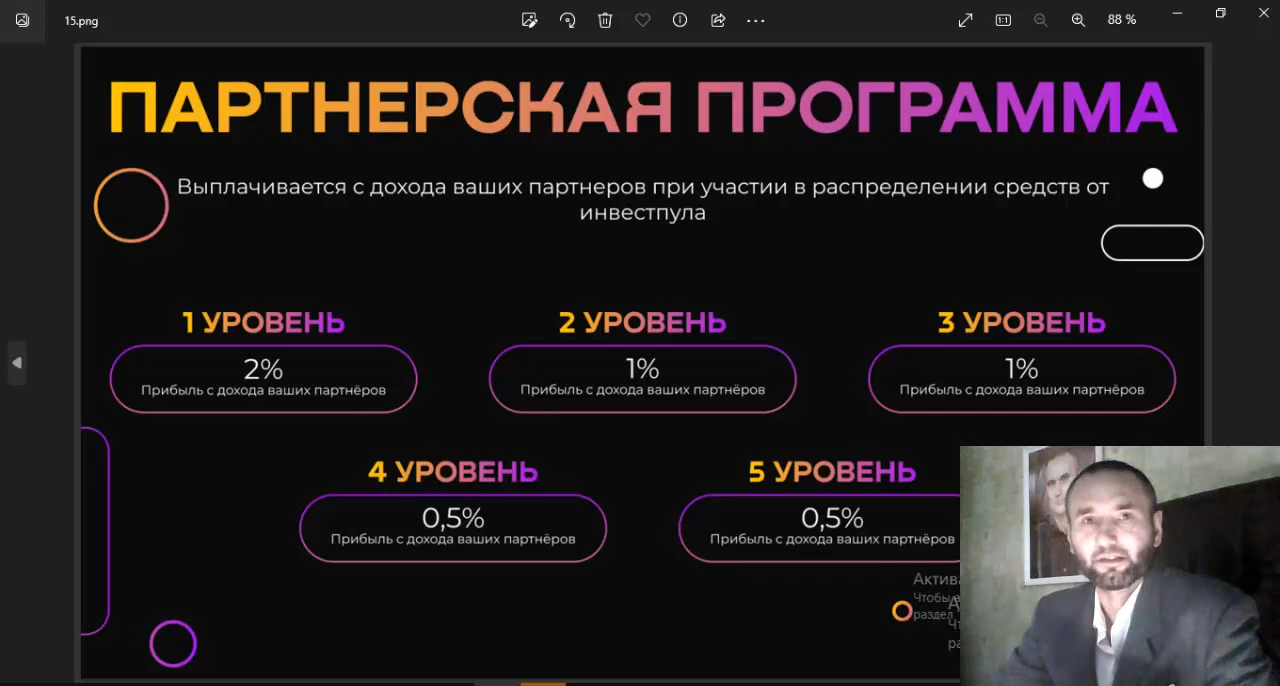 15.png
88 %
ПАРТНЕРСКАЯ ПРОГРАММА
Выплачивается с дохода ваших партнеров при участии в распределении средств от
инвестпула
1 УРОВЕНЬ
2%
Прибыль с дохода ваших партнёров
2 УРОВЕНЬ
1%
Прибыль с дохода ваших партнёров
3 УРОВЕНЬ
1%
Прибыль с дохода ваших партнёров
4 УРОВЕНЬ
0,5%
Прибыль с дохода ваших партнёров
5 УРОВЕНЬ
0,5%
Прибыль с дохода ваших партнёров
раздел